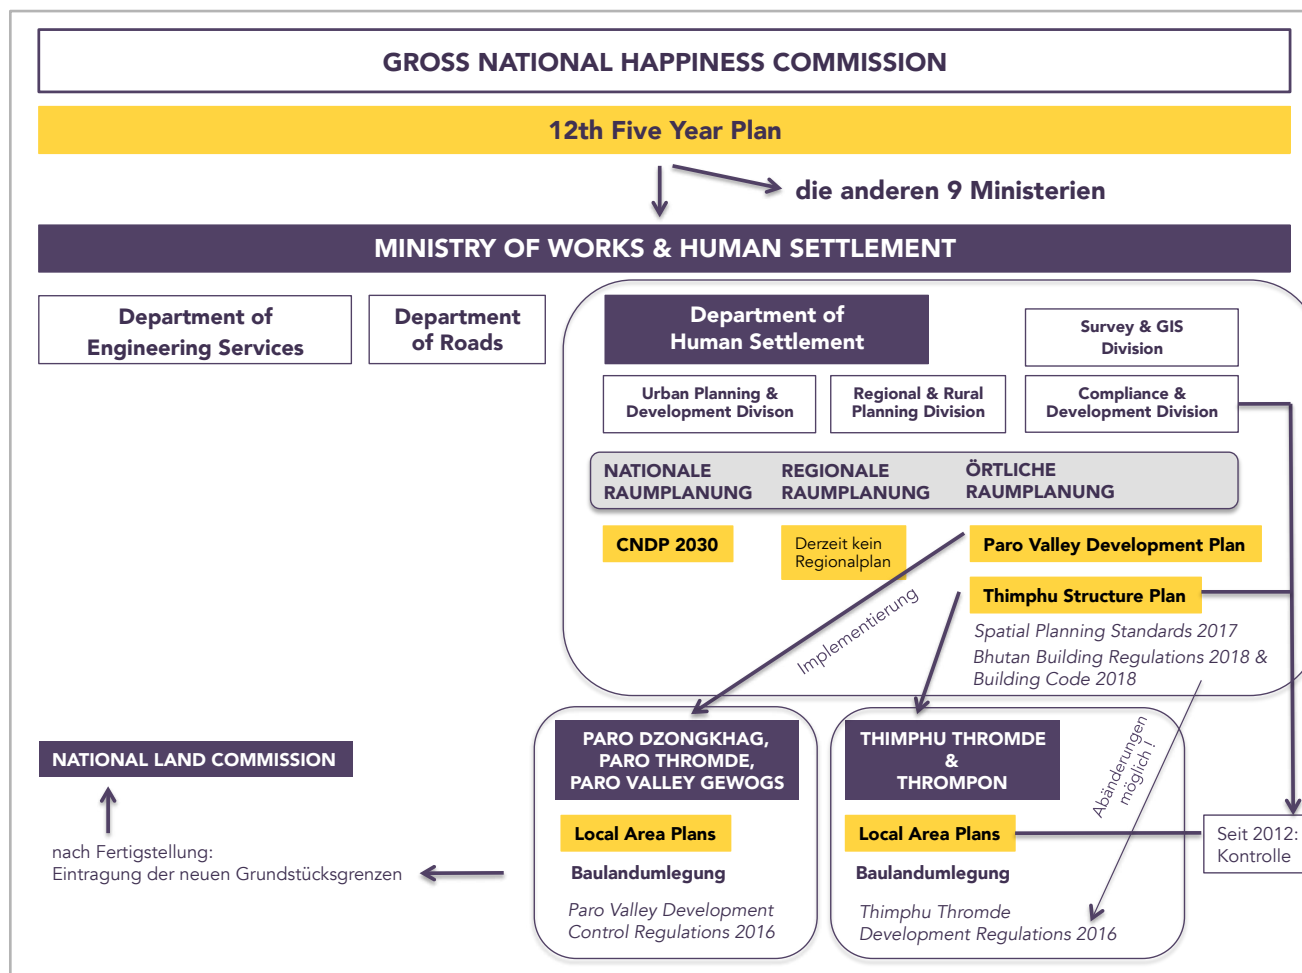 GROSS NATIONAL HAPPINESS COMMISSION
12th Five Year Plan
die anderen 9 Ministerien
MINISTRY OF WORKS & HUMAN SETTLEMENT
Department of
Engineering Services
Department
of Roads
Department of
Human Settlement
Survey & GIS
Division
Urban Planning &
Development Divison
Regional & Rural
Planning Division
Compliance &
Development Division
NATIONALE
RAUMPLANUNG
REGIONALE
RAUMPLANUNG
ÖRTLICHE
RAUMPLANUNG
CNDP 2030
Derzeit kein
Regionalplan
Paro Valley Development Plan
Thimphu Structure Plan
Spatial Planning Standards 2017
Bhutan Building Regulations 2018 &
Building Code 2018
Implementierung
Abänderungen
möglich !
NATIONAL LAND COMMISSION
nach Fertigstellung:
Eintragung der neuen Grundstücksgrenzen
PARO DZONGKHAG,
PARO THROMDE,
PARO VALLEY GEWOGS
Local Area Plans
Baulandumlegung
Paro Valley Development
Control Regulations 2016
THIMPHU THROMDE
&
THROMPON
Local Area Plans
Baulandumlegung
Thimphu Thromde
Development Regulations 2016
Seit 2012:
Kontrolle